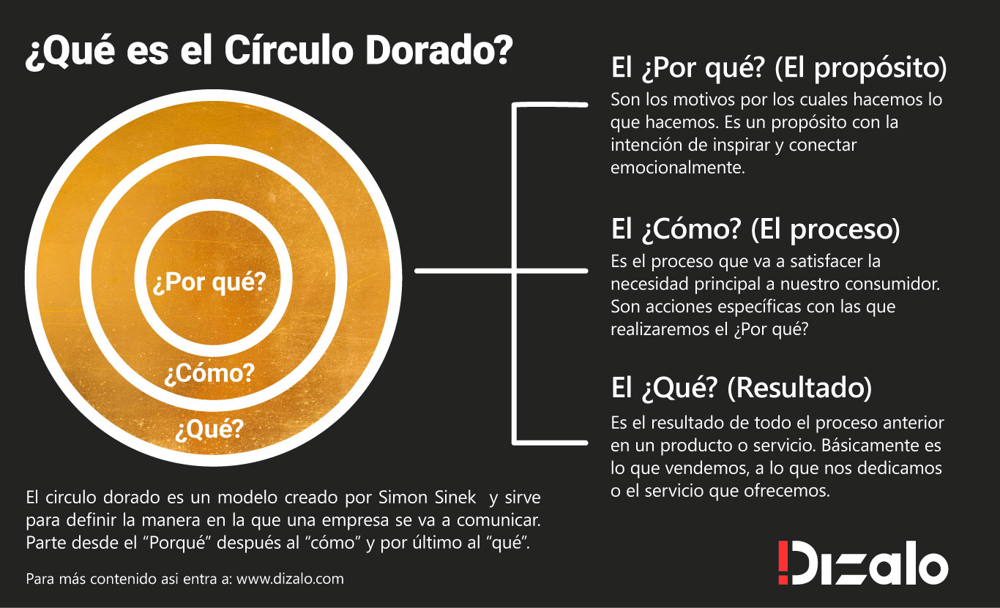 ¿Qué es el Círculo Dorado?
¿Por qué?
¿Cómo?
¿Qué?
El circulo dorado es un modelo creado por Simon Sinek y sirve
para definir la manera en la que una empresa se va a comunicar.
Parte desde el “Porqué” después al “cómo” y por último al “qué”.
Para más contenido asi entra a: www.dizalo.com
El ¿Por qué? (El propósito)
Son los motivos por los cuales hacemos lo
que hacemos. Es un propósito con la
intención de inspirar y conectar
emocionalmente.
El ¿Cómo? (El proceso)
Es el proceso que va a satisfacer la
necesidad principal a nuestro consumidor.
Son acciones específicas con las que
realizaremos el ¿Por qué?
El ¿Qué? (Resultado)
Es el resultado de todo el proceso anterior
en un producto o servicio. Básicamente es
lo que vendemos, a lo que nos dedicamos
o el servicio que ofrecemos.
!Dizalo